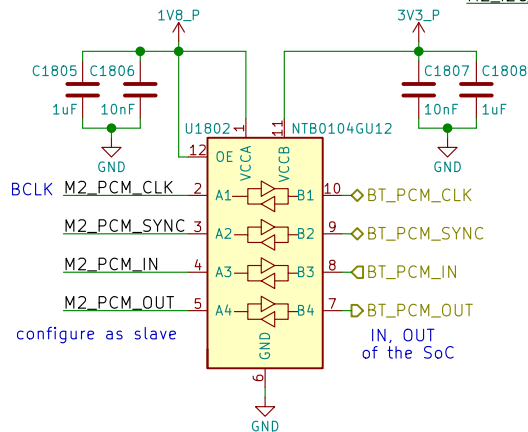 1V8_P
3V3_P
C1805
C1806
C1807
C1808
1uF
10nF
10nF
1uF
GND
GND
U1802
NTB0104GU12
1
11
12
OE
VCCA
VCCB
BCLK
M2_PCM_CLK
2
A1
B1
10
BT_PCM_CLK
M2_PCM_SYNC
3
A2
B2
9
BT_PCM_SYNC
M2_PCM_IN
4
A3
B3
8
BT_PCM_IN
M2_PCM_OUT
5
A4
B4
7
BT_PCM_OUT
configure as slave
GND
IN, OUT
of the SoC
6
GND